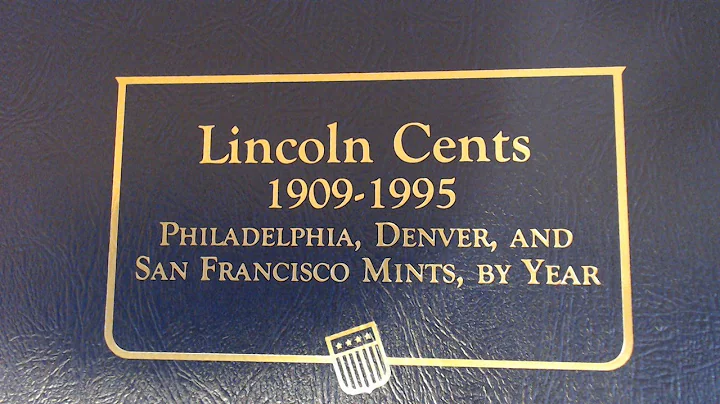 Lincoln Cents
1909-1995
Philadelphia, Denver, and
San Francisco Mints, by Year